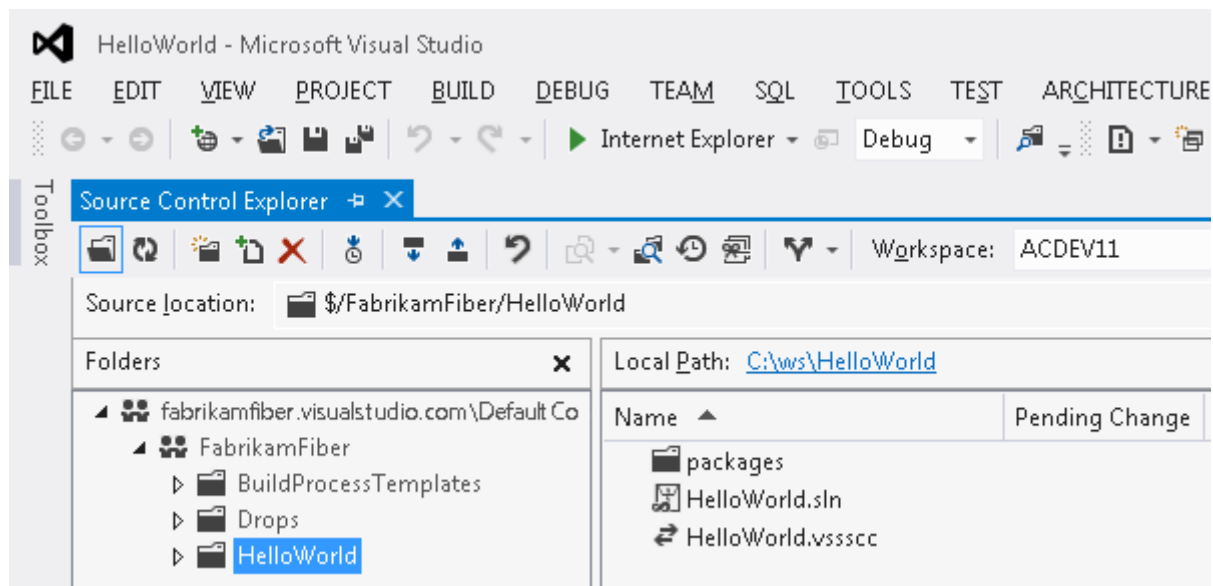 HelloWorld - Microsoft Visual Studio
FILE EDIT VIEW PROJECT BUILD DEBUG TEAM SQL TOOLS TEST ARCHITECTURE
Internet Explorer Debug
Toolbox
Source Control Explorer
Workspace: ACDEV11
Source location: $/FabrikamFiber/HelloWorld
Folders
Local Path: C:\ws\HelloWorld
fabrikamfiber.visualstudio.com\Default Co
Name Pending Change
FabrikamFiber
packages
BuildProcessTemplates
HelloWorld.sln
Drops
HelloWorld.vssscc
HelloWorld